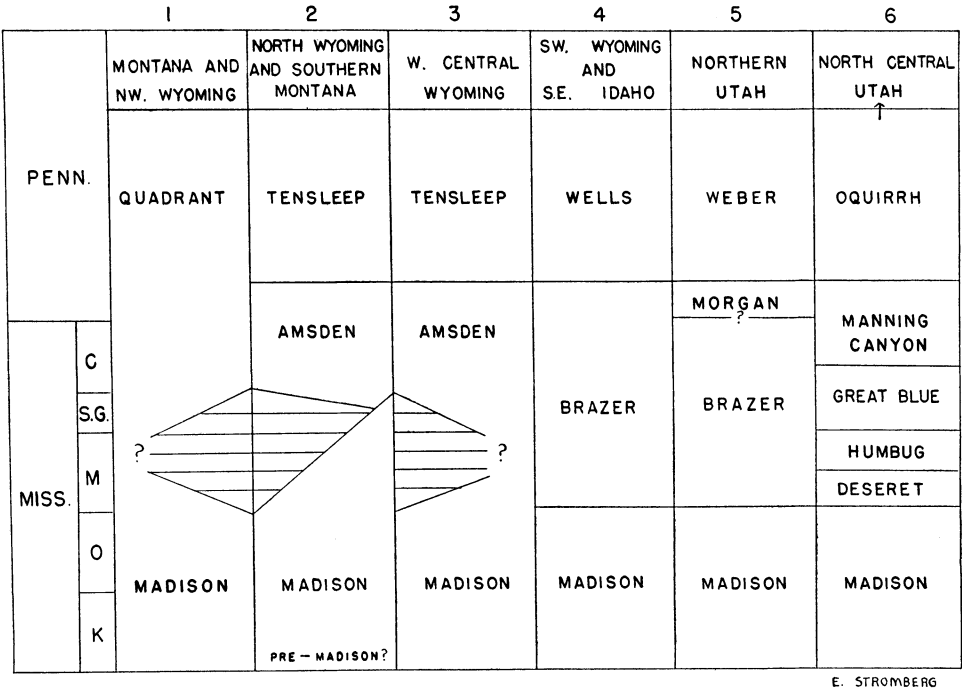 1 2 3 4 5 6
MONTANA AND
NW. WYOMING
NORTH WYOMING
AND SOUTHERN
MONTANA
W. CENTRAL
WYOMING
SW. WYOMING
AND
S.E. IDAHO
NORTHERN
UTAH
NORTH CENTRAL
UTAH
PENN.
QUADRANT TENSLEEP TENSLEEP WELLS WEBER OQUIRRH
MORGAN
?
AMSDEN AMSDEN
MANNING
CANYON
C
S.G.
BRAZER BRAZER
GREAT BLUE
? ?
HUMBUG
M
DESERET
MISS.
O
MADISON MADISON MADISON MADISON MADISON MADISON
K
PRE-MADISON?
E. STROMBERG